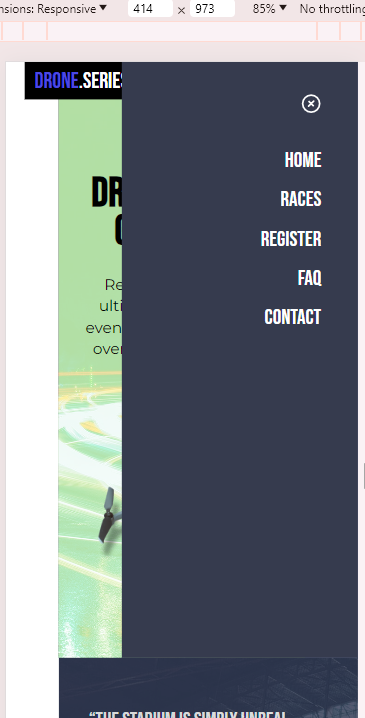 nsions: Responsive ▼ 414 × 973 85% ▼ No throttling
DRONE.SERIES
HOME
RACES
REGISTER
FAQ
CONTACT
DR
Re
ulti
even
over
“THE STADIUM IS SIMPLY UNREAL